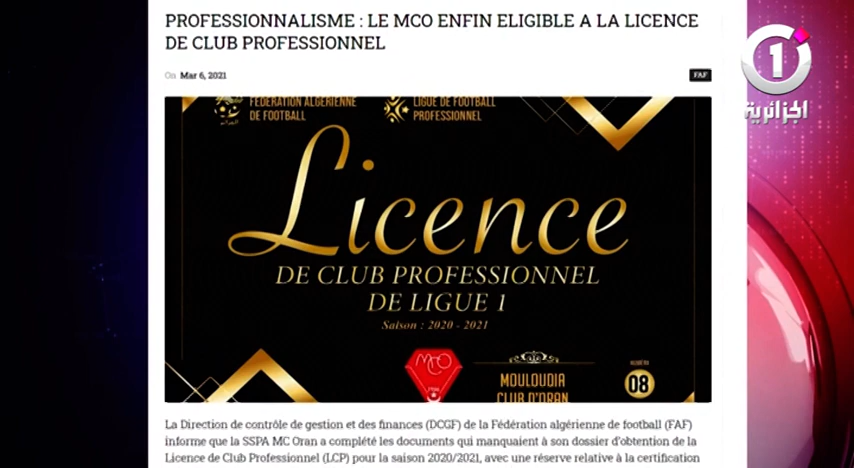 PROFESSIONNALISME : LE MCO ENFIN ELIGIBLE A LA LICENCE
DE CLUB PROFESSIONNEL
On Mar 6, 2021
FAF
1
الجزائرية
FEDERATION ALGERIENNE
DE FOOTBALL
LIGUE DE FOOTBALL
PROFESSIONNEL
Licence
DE CLUB PROFESSIONNEL
DE LIGUE 1
Saison : 2020 - 2021
MCO
MOULOUDIA
CLUB D'ORAN
NUMÉRO
08
La Direction de contrôle de gestion et des finances (DCGF) de la Fédération algérienne de football (FAF)
informe que la SSPA MC Oran a complété les documents qui manquaient à son dossier d'obtention de la
Licence de Club Professionnel (LCP) pour la saison 2020/2021, avec une réserve relative à la certification